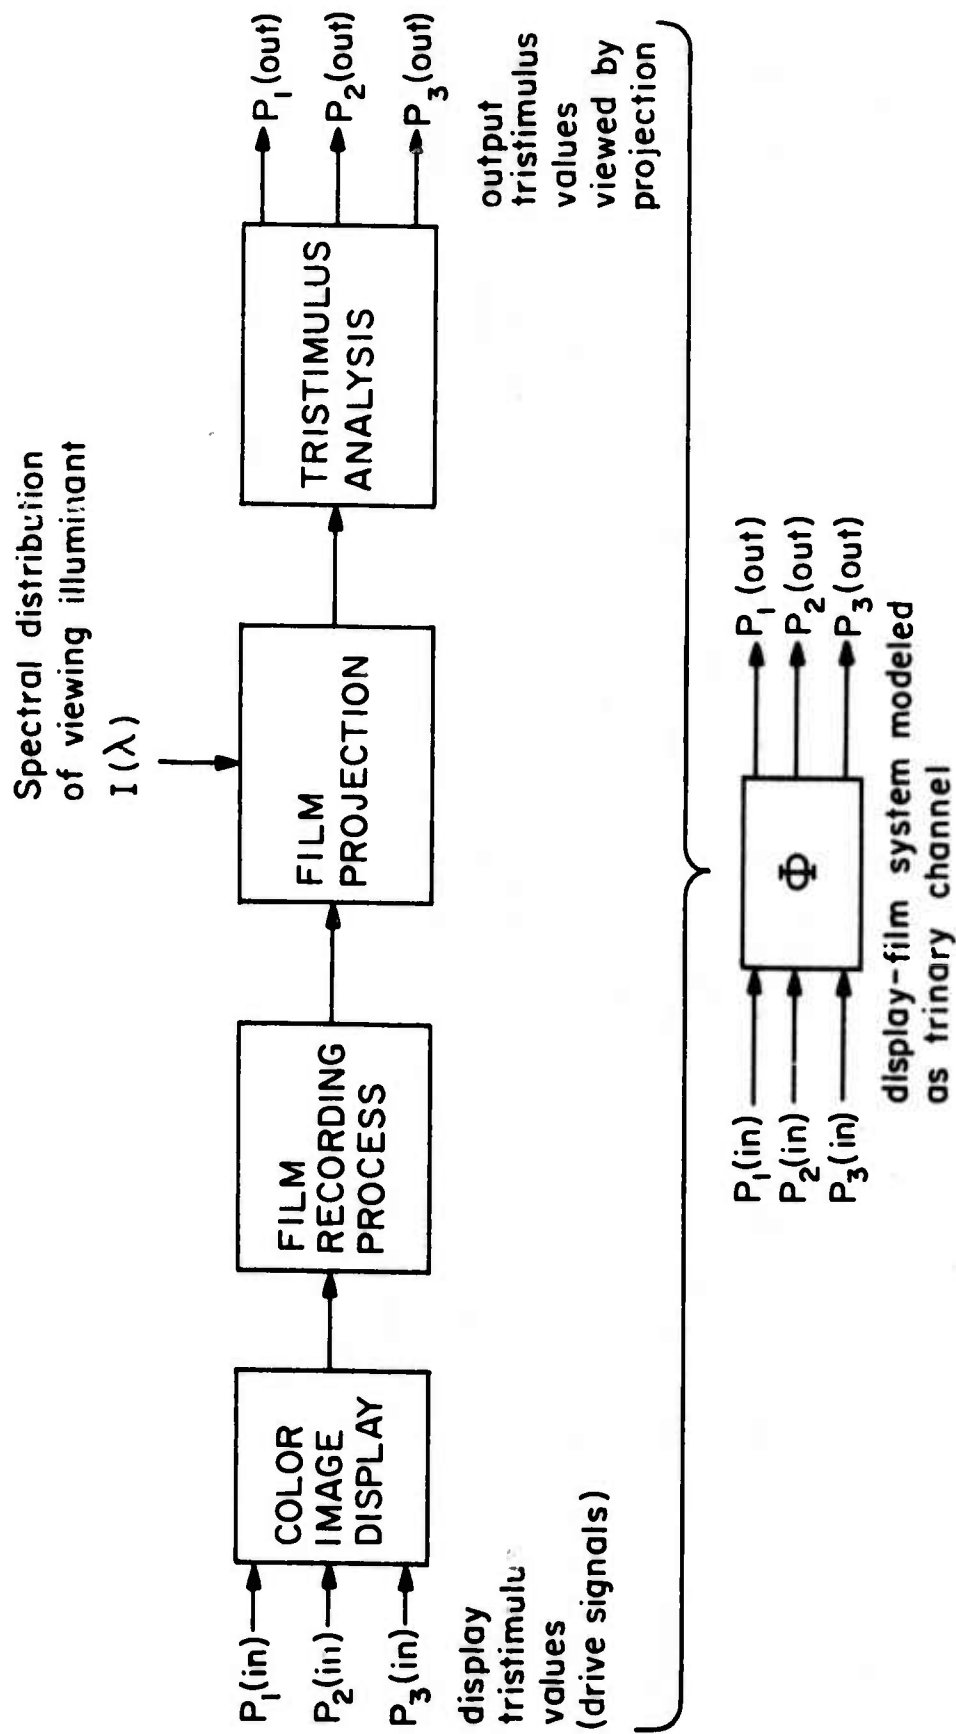 Spectral distribution
of viewing illuminant
I(λ)
P₁(in)
P₂(in)
P₃(in)
COLOR
IMAGE
DISPLAY
FILM
RECORDING
PROCESS
FILM
PROJECTION
TRISTIMULUS
ANALYSIS
P₁(out)
P₂(out)
P₃(out)
display
tristimulu
values
(drive signals)
output
tristimulus
values
viewed by
projection
P₁(in)
P₂(in)
P₃(in)
Φ
P₁(out)
P₂(out)
P₃(out)
display-film system modeled
as trinary channel